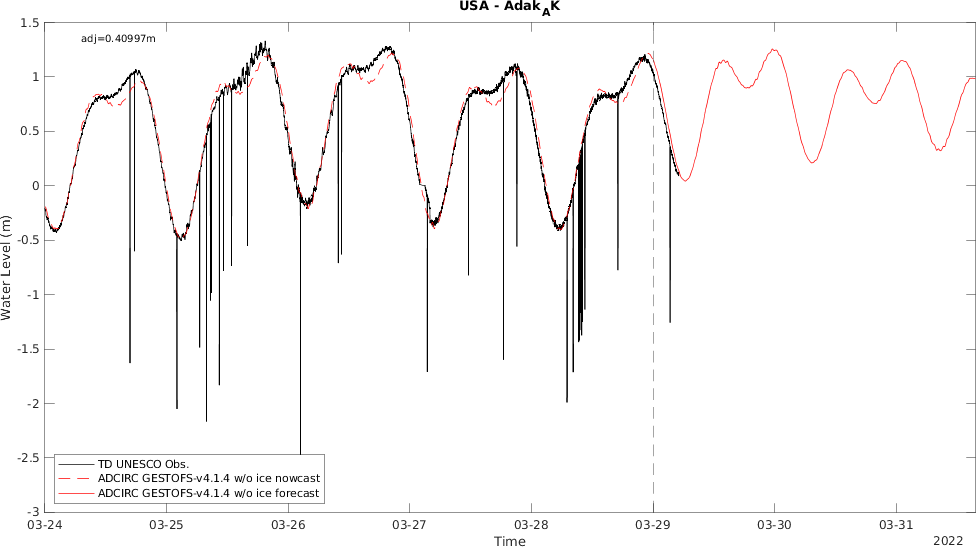 USA - Adak_AK
1.5
adj=0.40997m
1
0.5
0
-0.5
-1
-1.5
-2
-2.5
-3
Water Level (m)
TD UNESCO Obs.
ADCIRC GESTOFS-v4.1.4 w/o ice nowcast
ADCIRC GESTOFS-v4.1.4 w/o ice forecast
03-24 03-25 03-26 03-27 03-28 03-29 03-30 03-31
Time
2022